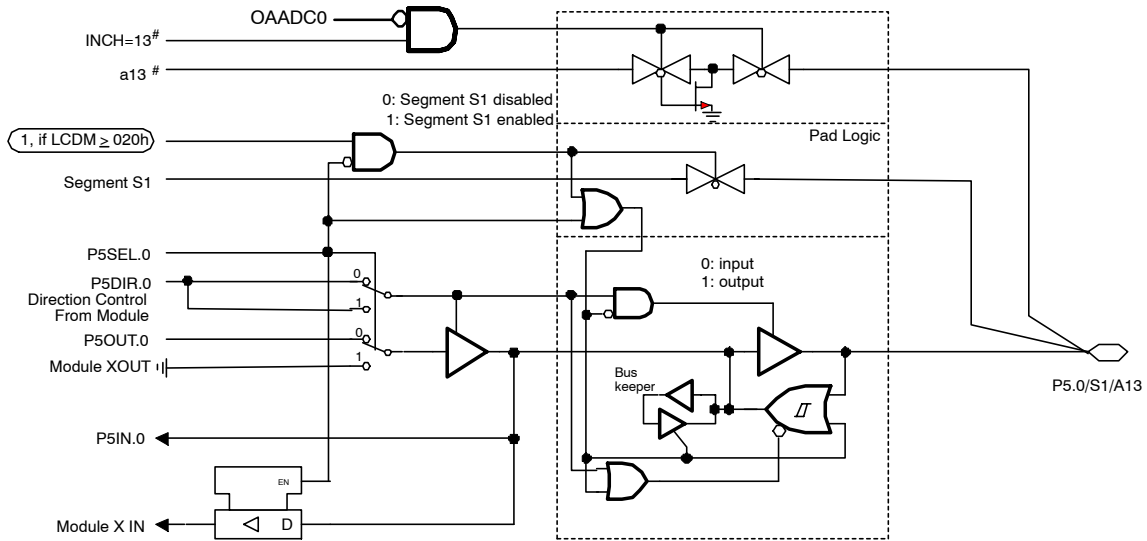 OAADC0
INCH=13#
a13 #
0: Segment S1 disabled
1: Segment S1 enabled
Pad Logic
1, if LCDM ≥ 020h
Segment S1
P5SEL.0
0: input
1: output
P5DIR.0
0
Direction Control
From Module
1
P5OUT.0
0
Module XOUT
1
Bus
keeper
P5.0/S1/A13
P5IN.0
EN
Module X IN
D